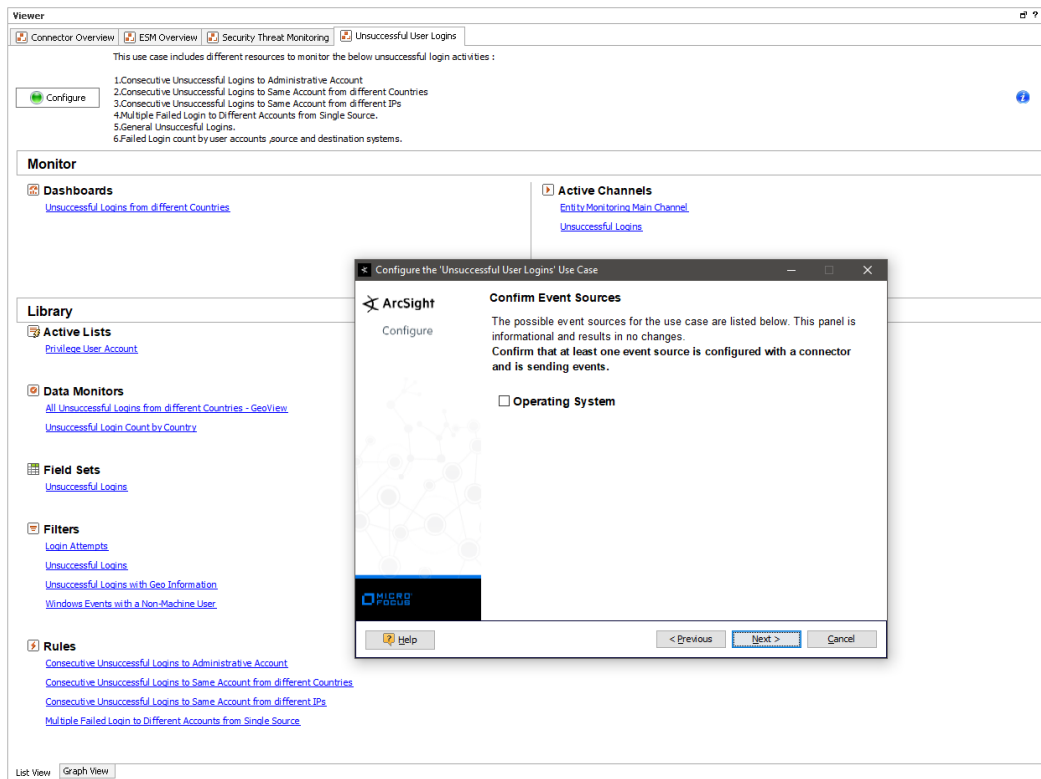 Viewer
Connector Overview
ESM Overview
Security Threat Monitoring
Unsuccessful User Logins
This use case includes different resources to monitor the below unsuccessful login activities :
1.Consecutive Unsuccessful Logins to Administrative Account
2.Consecutive Unsuccessful Logins to Same Account from different Countries
3.Consecutive Unsuccessful Logins to Same Account from different IPs
4.Multiple Failed Login to Different Accounts from Single Source.
5.General Unsuccesful Logins.
6.Failed Login count by user accounts ,source and destination systems.
Configure
Monitor
Dashboards
Unsuccessful Logins from different Countries
Active Channels
Entity Monitoring Main Channel
Unsuccessful Logins
Library
Active Lists
Privilege User Account
Data Monitors
All Unsuccessful Logins from different Countries - GeoView
Unsuccessful Login Count by Country
Field Sets
Unsuccessful Logins
Filters
Login Attempts
Unsuccessful Logins
Unsuccessful Logins with Geo Information
Windows Events with a Non-Machine User
Rules
Consecutive Unsuccessful Logins to Administrative Account
Consecutive Unsuccessful Logins to Same Account from different Countries
Consecutive Unsuccessful Logins to Same Account from different IPs
Multiple Failed Login to Different Accounts from Single Source
Configure the 'Unsuccessful User Logins' Use Case
ArcSight
Configure
MICRO
FOCUS
Confirm Event Sources
The possible event sources for the use case are listed below. This panel is
informational and results in no changes.
Confirm that at least one event source is configured with a connector
and is sending events.
Operating System
Help
< Previous
Next >
Cancel
List View
Graph View